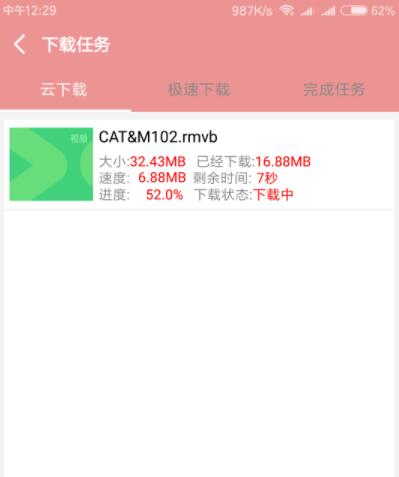 中午12:29 987K/s 62%
下载任务
云下载 极速下载 完成任务
视频 CAT&M102.rmvb
大小:32.43MB 已经下载:16.88MB
速度: 6.88MB 剩余时间: 7秒
进度: 52.0% 下载状态:下载中